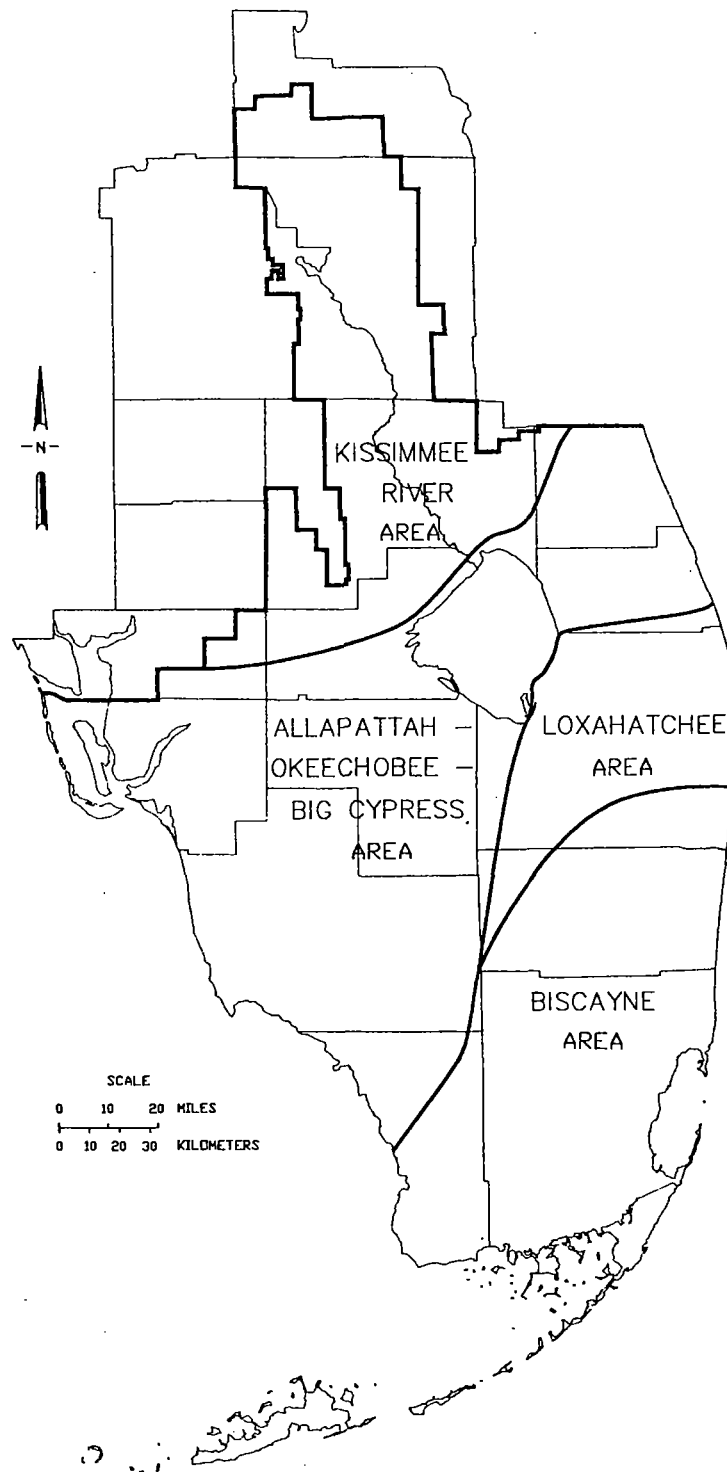 -N-
KISSIMMEE
RIVER
AREA
ALLAPATTAH -
OKEECHOBEE -
BIG CYPRESS
AREA
LOXAHATCHEE
AREA
BISCAYNE
AREA
SCALE
0 10 20 MILES
0 10 20 30 KILOMETERS